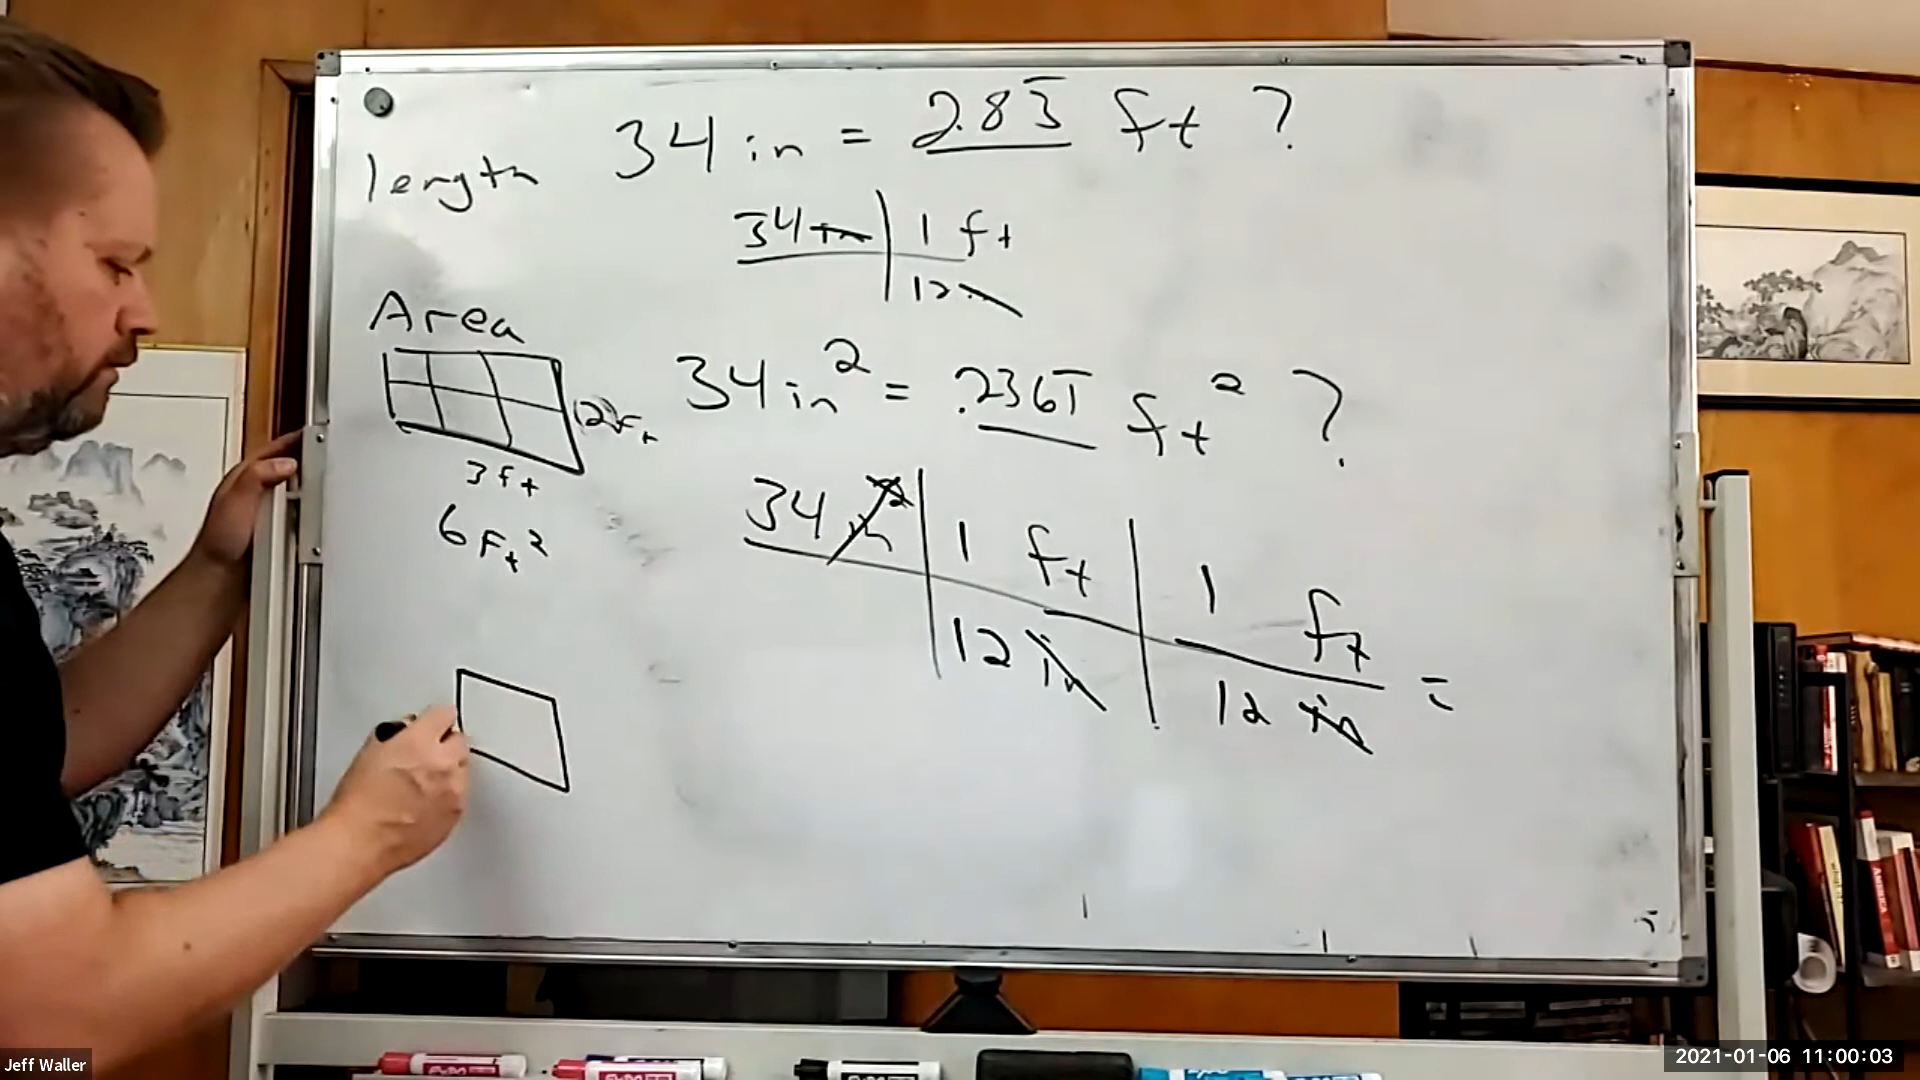 34 in = 2.83 ft ?
length
34 in 1 ft
12 in
Area
34 in² = .2361 ft² ?
2 ft
3 ft
6 Ft²
34 in² 1 ft 1 ft
12 in 12 in =
Jeff Waller
2021-01-06 11:00:03